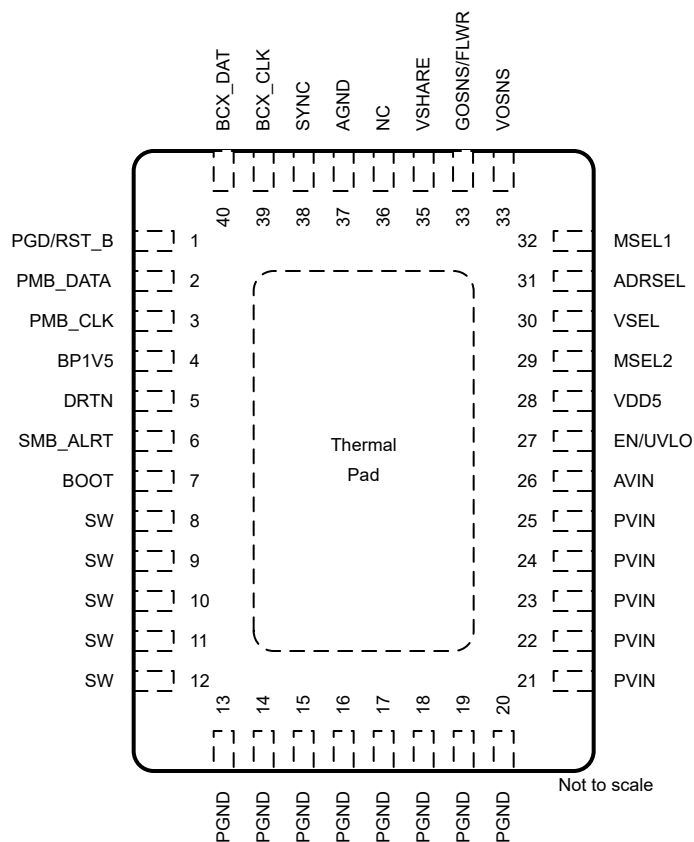 BCX_DAT
BCX_CLK
SYNC
AGND
NC
VSHARE
GOSNS/FLWR
VOSNS
40
39
38
37
36
35
33
33
PGD/RST_B 1
PMB_DATA 2
PMB_CLK 3
BP1V5 4
DRTN 5
SMB_ALRT 6
BOOT 7
SW 8
SW 9
SW 10
SW 11
SW 12
Thermal
Pad
32 MSEL1
31 ADRSEL
30 VSEL
29 MSEL2
28 VDD5
27 EN/UVLO
26 AVIN
25 PVIN
24 PVIN
23 PVIN
22 PVIN
21 PVIN
13
14
15
16
17
18
19
20
PGND
PGND
PGND
PGND
PGND
PGND
PGND
PGND
Not to scale